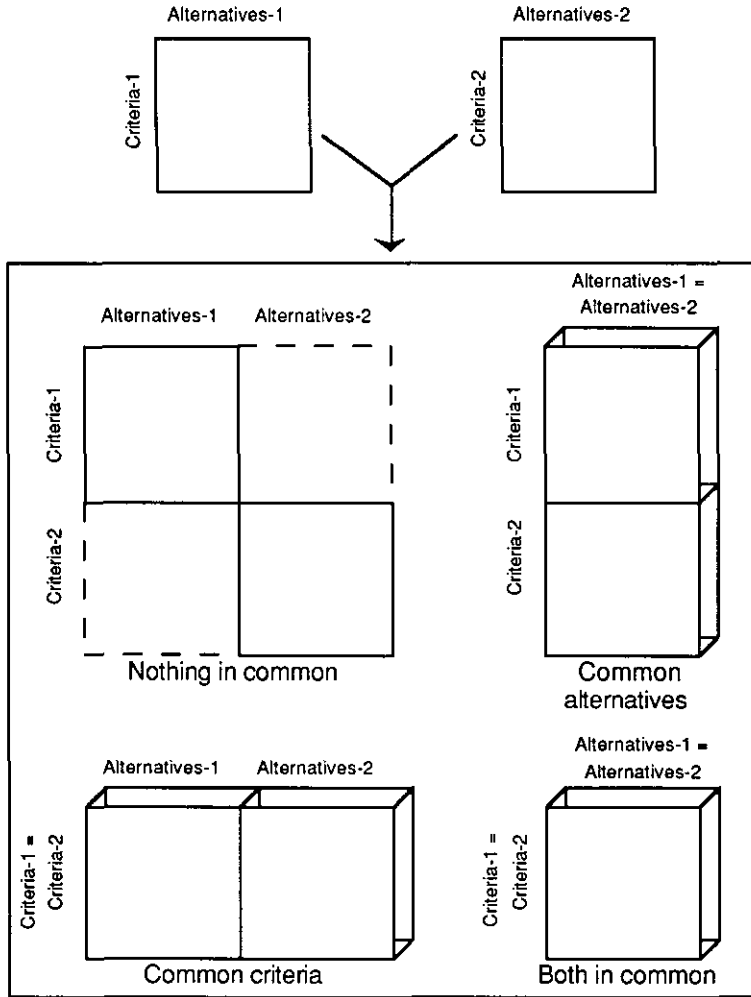 Alternatives-1
Alternatives-2
Criteria-1
Criteria-2
Alternatives-1 =
Alternatives-2
Alternatives-1
Alternatives-2
Criteria-1
Criteria-1
Criteria-2
Criteria-2
Nothing in common
Common
alternatives
Alternatives-1 =
Alternatives-2
Alternatives-1
Alternatives-2
Criteria-1 =
Criteria-2
Criteria-1 =
Criteria-2
Common criteria
Both in common